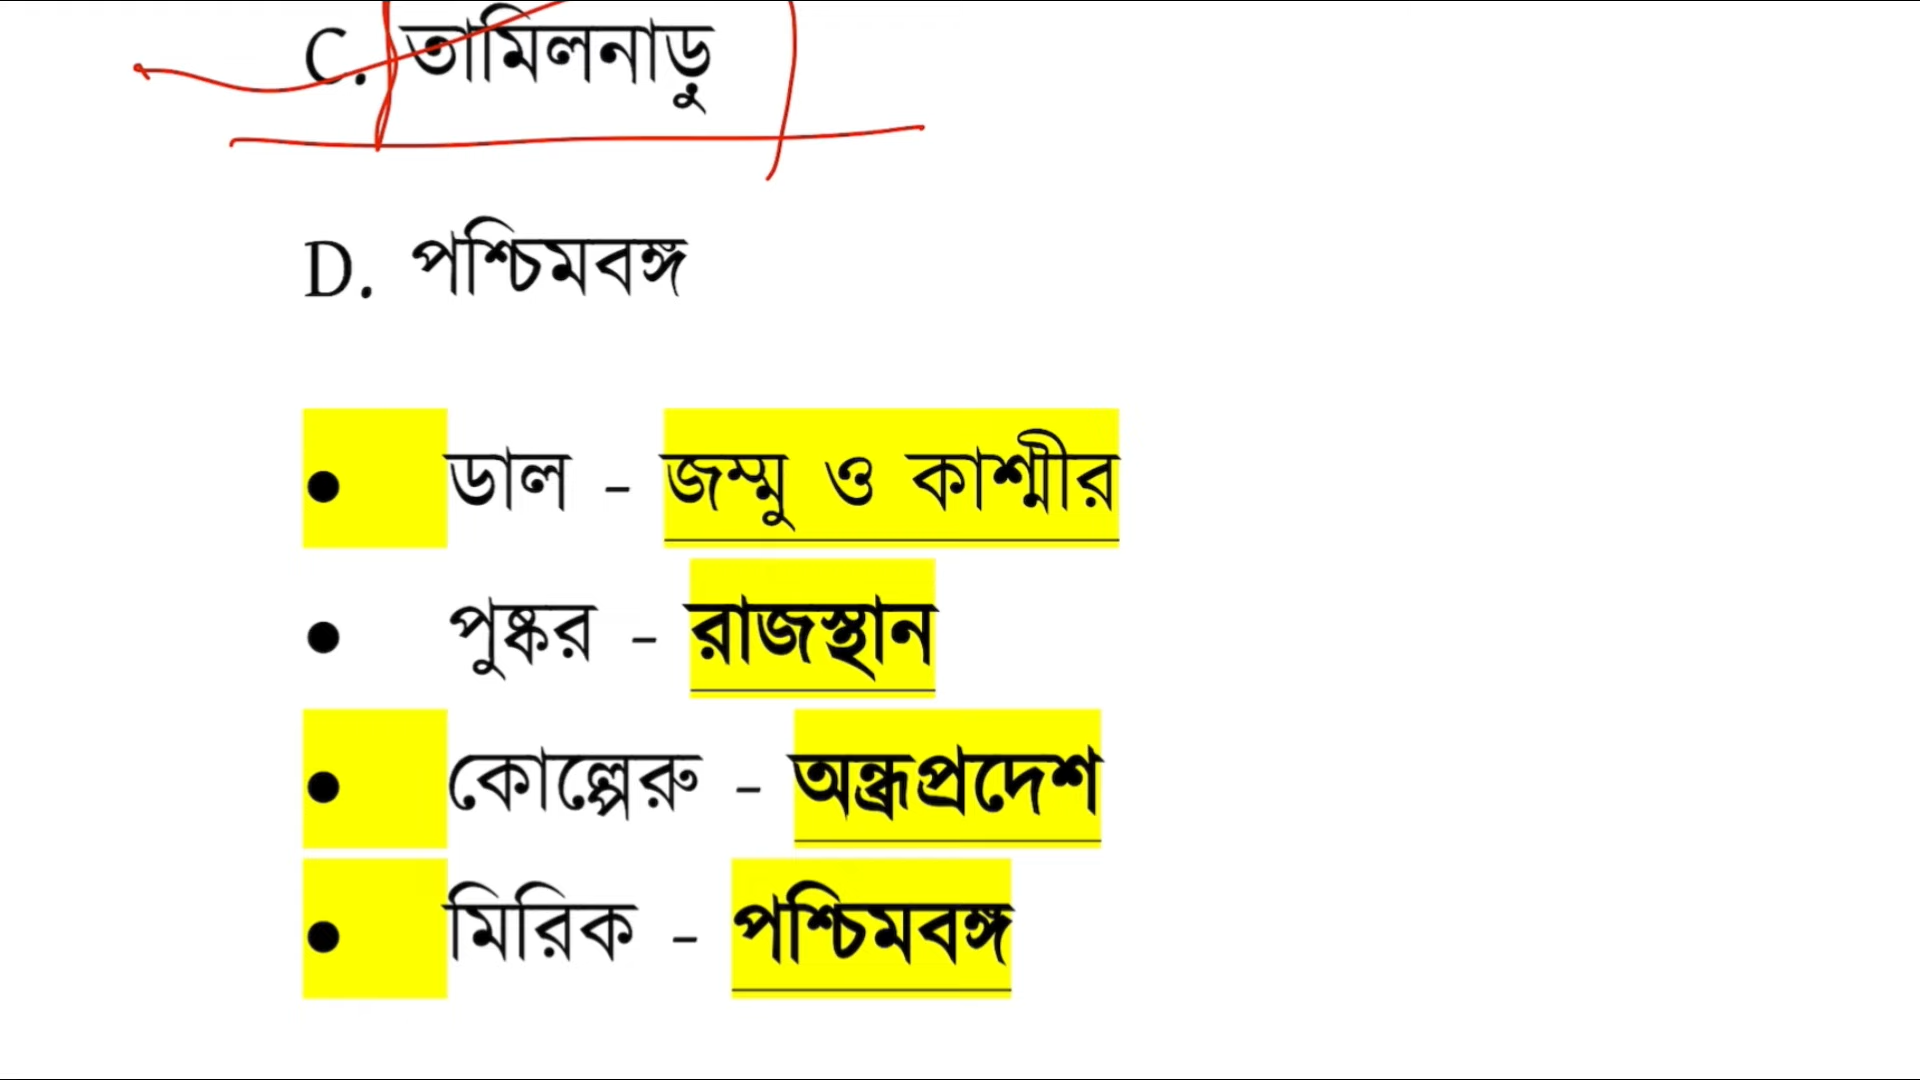 C. তামিলনাড়ু
D. পশ্চিমবঙ্গ
● ডাল - জম্মু ও কাশ্মীর
● পুষ্কর - রাজস্থান
● কোল্লেরু - অন্ধ্রপ্রদেশ
● মিরিক - পশ্চিমবঙ্গ